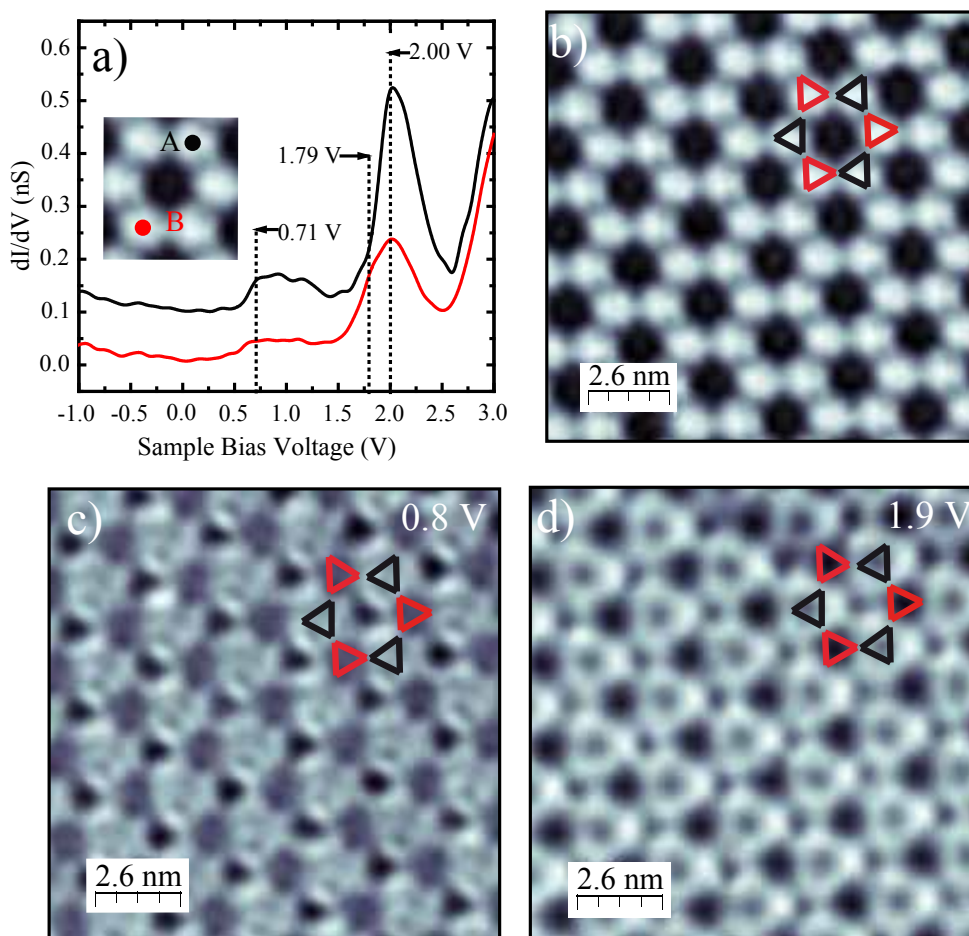 a)
0.6
0.5
0.4
0.3
0.2
0.1
0.0
dI/dV (nS)
2.00 V
1.79 V
0.71 V
A
B
-1.0 -0.5 0.0 0.5 1.0 1.5 2.0 2.5 3.0
Sample Bias Voltage (V)
b)
2.6 nm
c)
0.8 V
2.6 nm
d)
1.9 V
2.6 nm